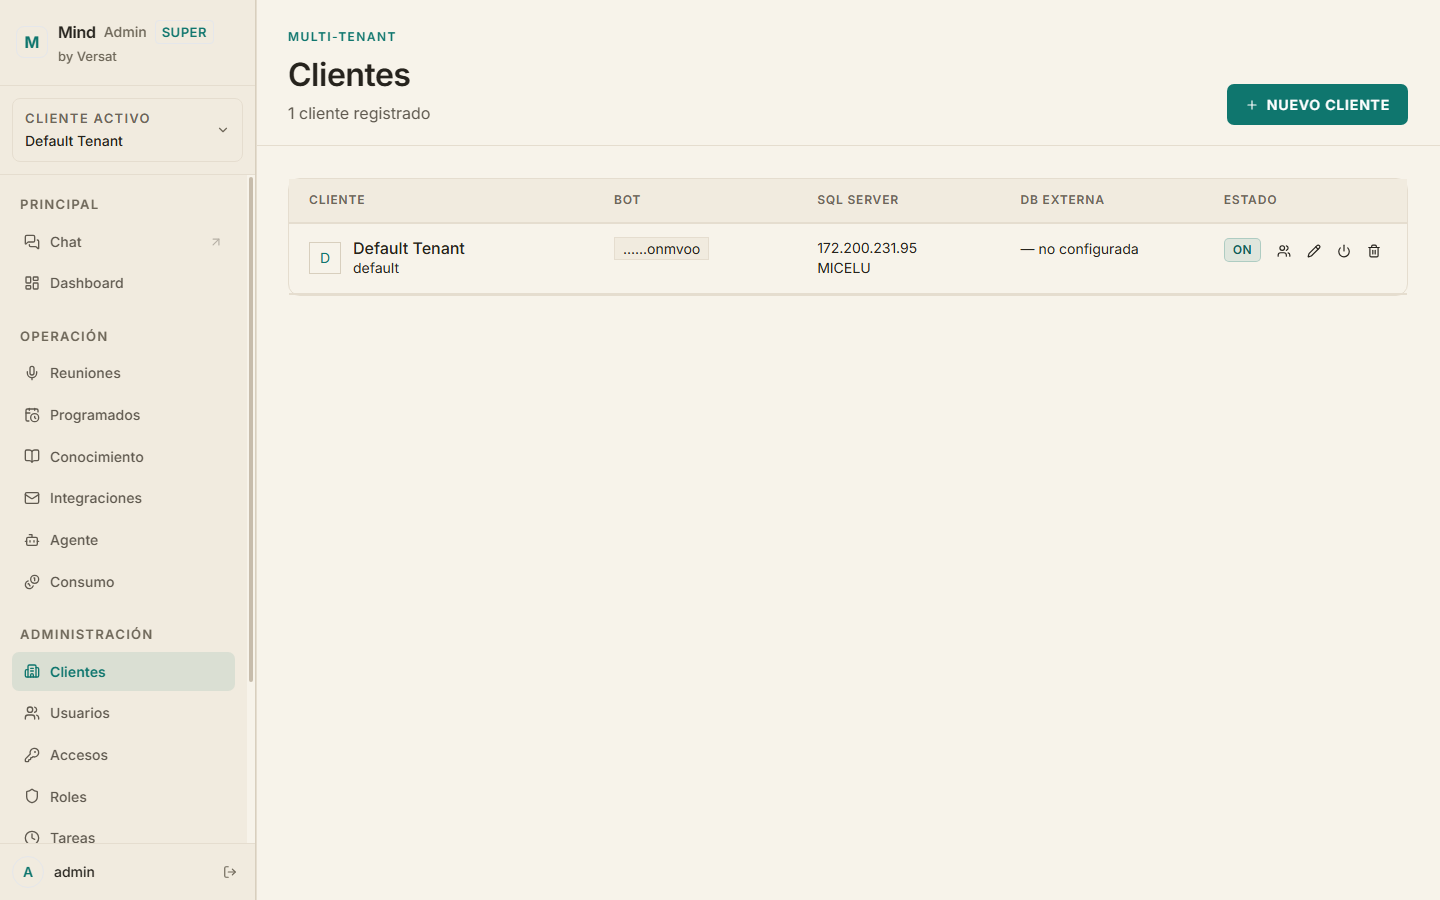 M
Mind Admin SUPER
by Versat
CLIENTE ACTIVO
Default Tenant
PRINCIPAL
Chat
Dashboard
OPERACIÓN
Reuniones
Programados
Conocimiento
Integraciones
Agente
Consumo
ADMINISTRACIÓN
Clientes
Usuarios
Accesos
Roles
Tareas
A admin
MULTI-TENANT
Clientes
1 cliente registrado
+ NUEVO CLIENTE
CLIENTE BOT SQL SERVER DB EXTERNA ESTADO
D Default Tenant ......onmvoo 172.200.231.95 — no configurada ON
default MICELU